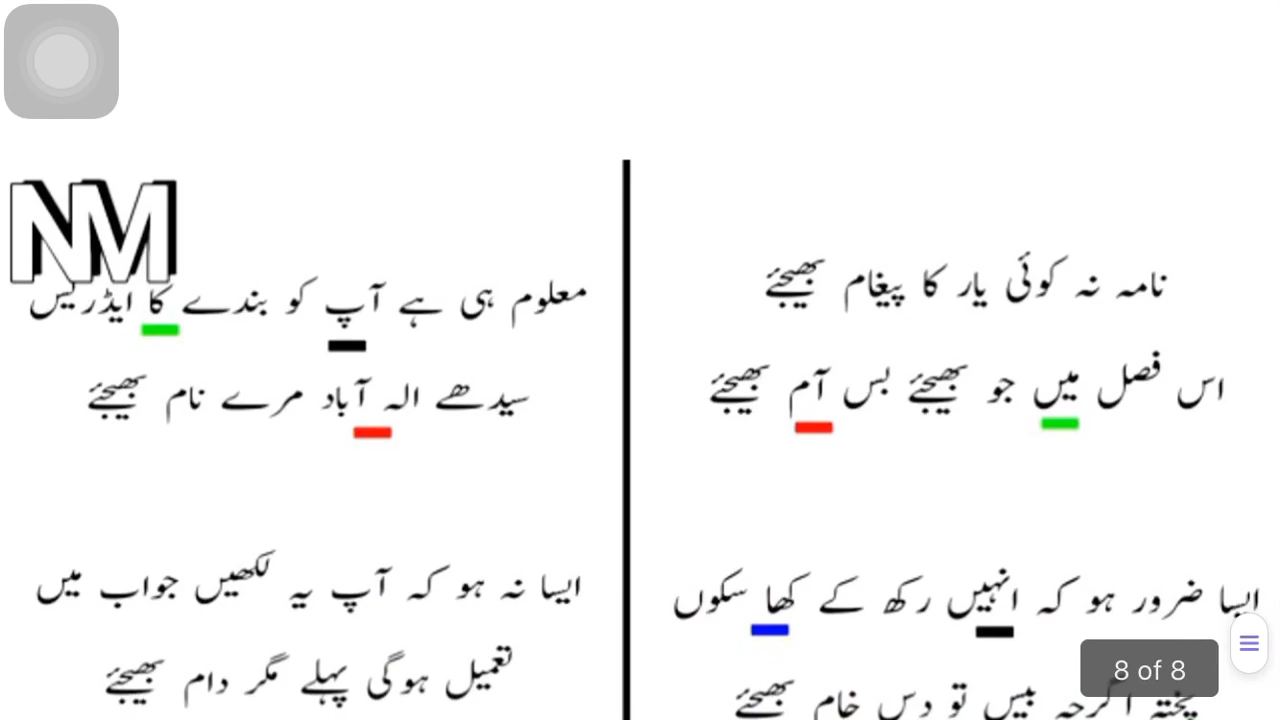 نامہ نہ کوئی یار کا پیغام بھیجئے
اس فصل میں جو بھیجئے بس آم بھیجئے
ایسا ضرور ہو کہ انہیں رکھ کے کھا سکوں
پختہ اگرچہ بیس تو دس خام بھیجئے
NM
معلوم ہی ہے آپ کو بندے کا ایڈریس
سیدھے الہ آباد مرے نام بھیجئے
ایسا نہ ہو کہ آپ یہ لکھیں جواب میں
تعمیل ہوگی پہلے مگر دام بھیجئے
8 of 8